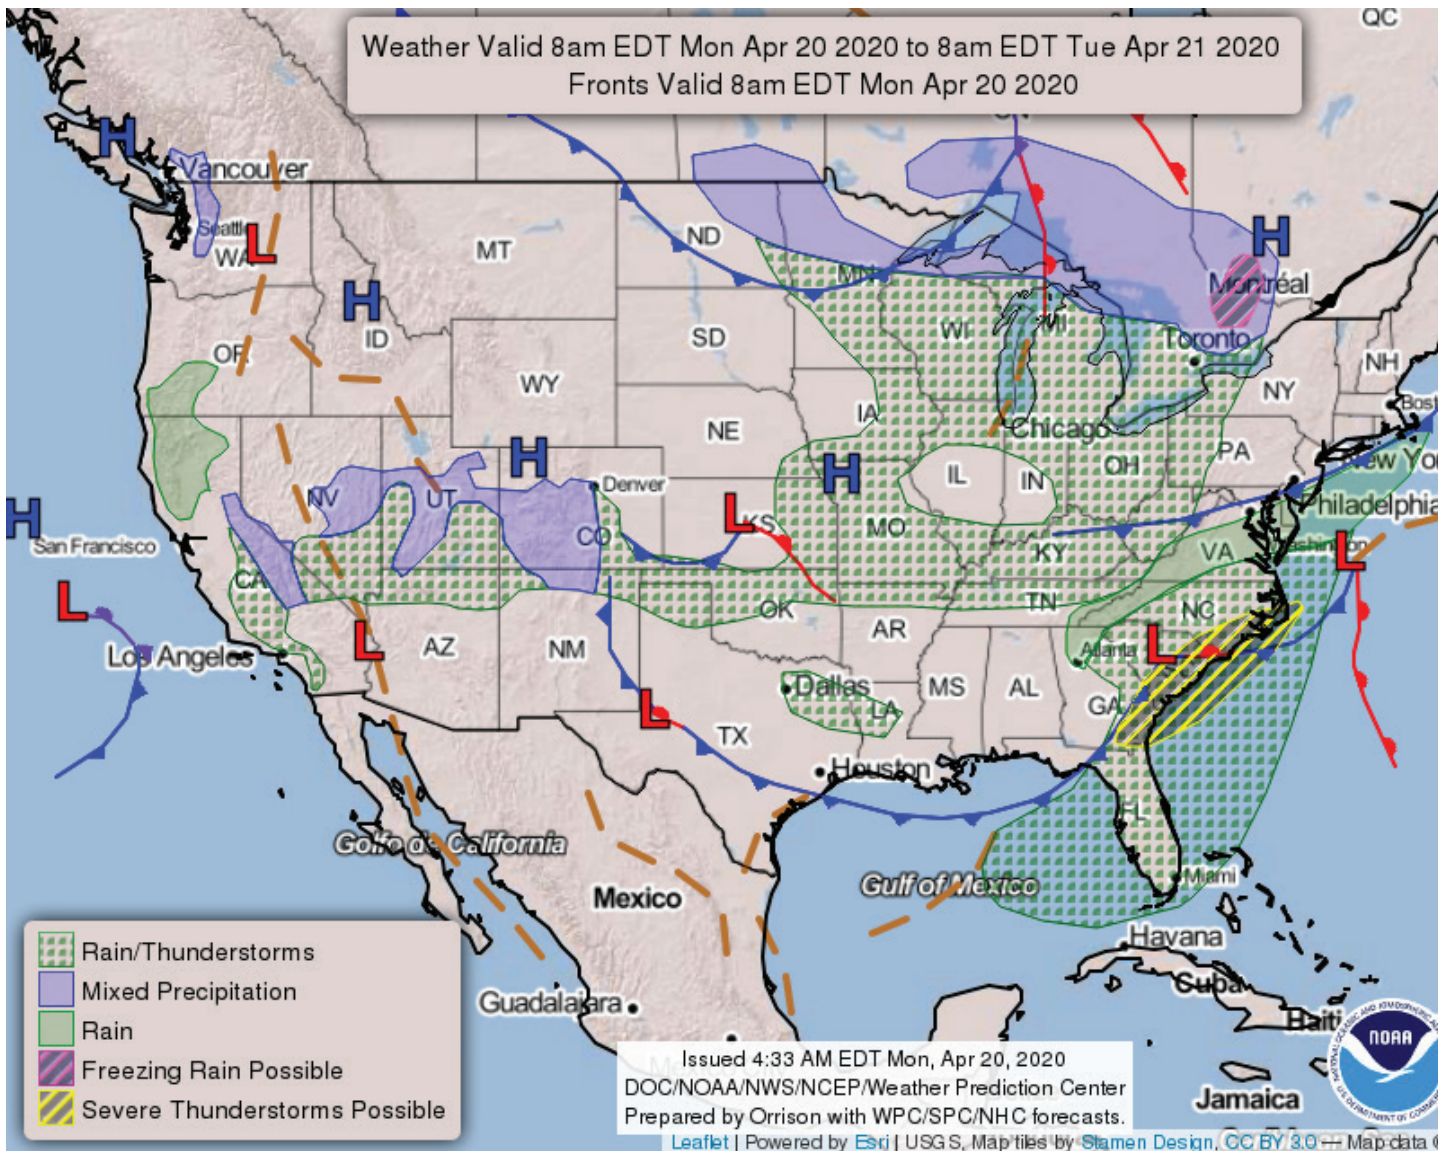 Weather Valid 8am EDT Mon Apr 20 2020 to 8am EDT Tue Apr 21 2020
Fronts Valid 8am EDT Mon Apr 20 2020
QC
H
Vancouver
Seattle
L
WA
MT
ND
MN
H
Montréal
H
ID
OR
WY
SD
WI
MI
Toronto
NH
NY
IA
NE
Chicago
PA
OH
H
Denver
H
IL
IN
NV
UT
CO
L
KS
MO
KY
VA
Philadelphia
H
San Francisco
CA
L
L
Los Angeles
L
AZ
NM
OK
AR
TN
NC
L
Atlanta
Dallas
LA
MS
AL
GA
L
TX
Houston
FL
Golfo de California
Mexico
Gulf of Mexico
Miami
Havana
Cuba
Haiti
Guadalajara
Jamaica
Rain/Thunderstorms
Mixed Precipitation
Rain
Freezing Rain Possible
Severe Thunderstorms Possible
NOAA
Issued 4:33 AM EDT Mon, Apr 20, 2020
DOC/NOAA/NWS/NCEP/Weather Prediction Center
Prepared by Orrison with WPC/SPC/NHC forecasts.
Leaflet | Powered by Esri | USGS, Map tiles by Stamen Design, CC BY 3.0 — Map data ©